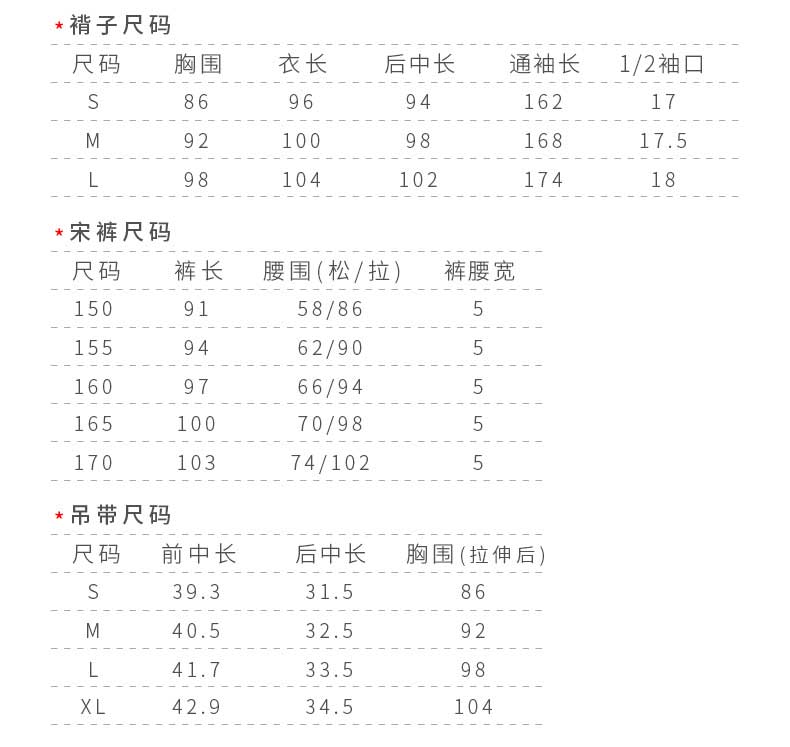 *褙子尺码
尺码 胸围 衣长 后中长 通袖长 1/2袖口
S 86 96 94 162 17
M 92 100 98 168 17.5
L 98 104 102 174 18
*宋裤尺码
尺码 裤长 腰围(松/拉) 裤腰宽
150 91 58/86 5
155 94 62/90 5
160 97 66/94 5
165 100 70/98 5
170 103 74/102 5
*吊带尺码
尺码 前中长 后中长 胸围(拉伸后)
S 39.3 31.5 86
M 40.5 32.5 92
L 41.7 33.5 98
XL 42.9 34.5 104